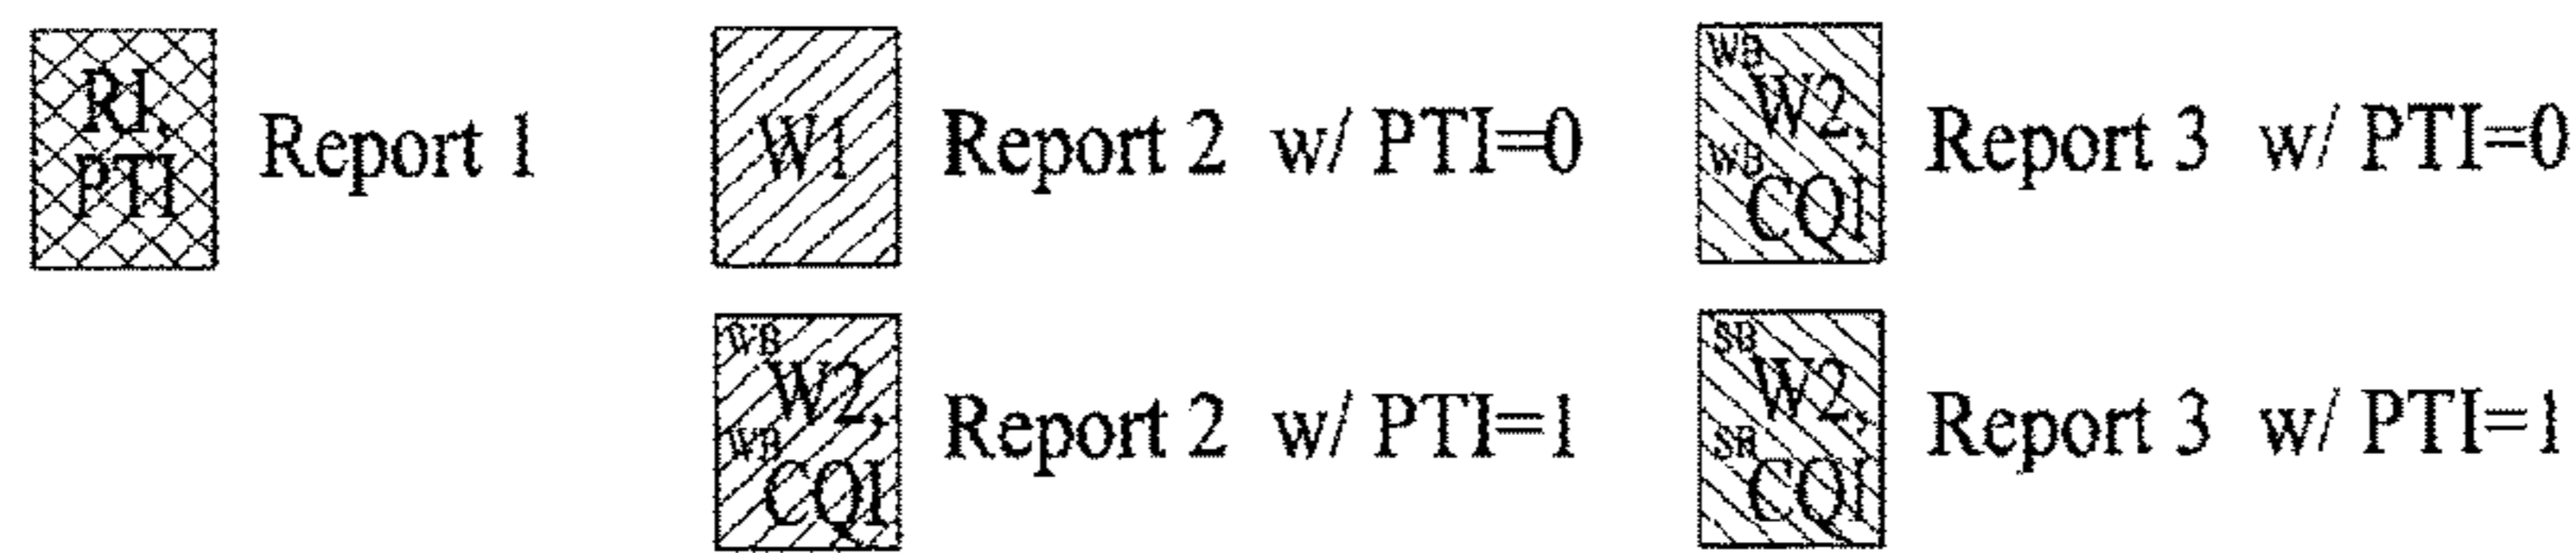 RI,
PTI
Report 1
W1
Report 2 w/ PTI=0
WB
W2,
WB
CQI
Report 3 w/ PTI=0
WB
W2,
WB
CQI
Report 2 w/ PTI=1
SB
W2,
SB
CQI
Report 3 w/ PTI=1